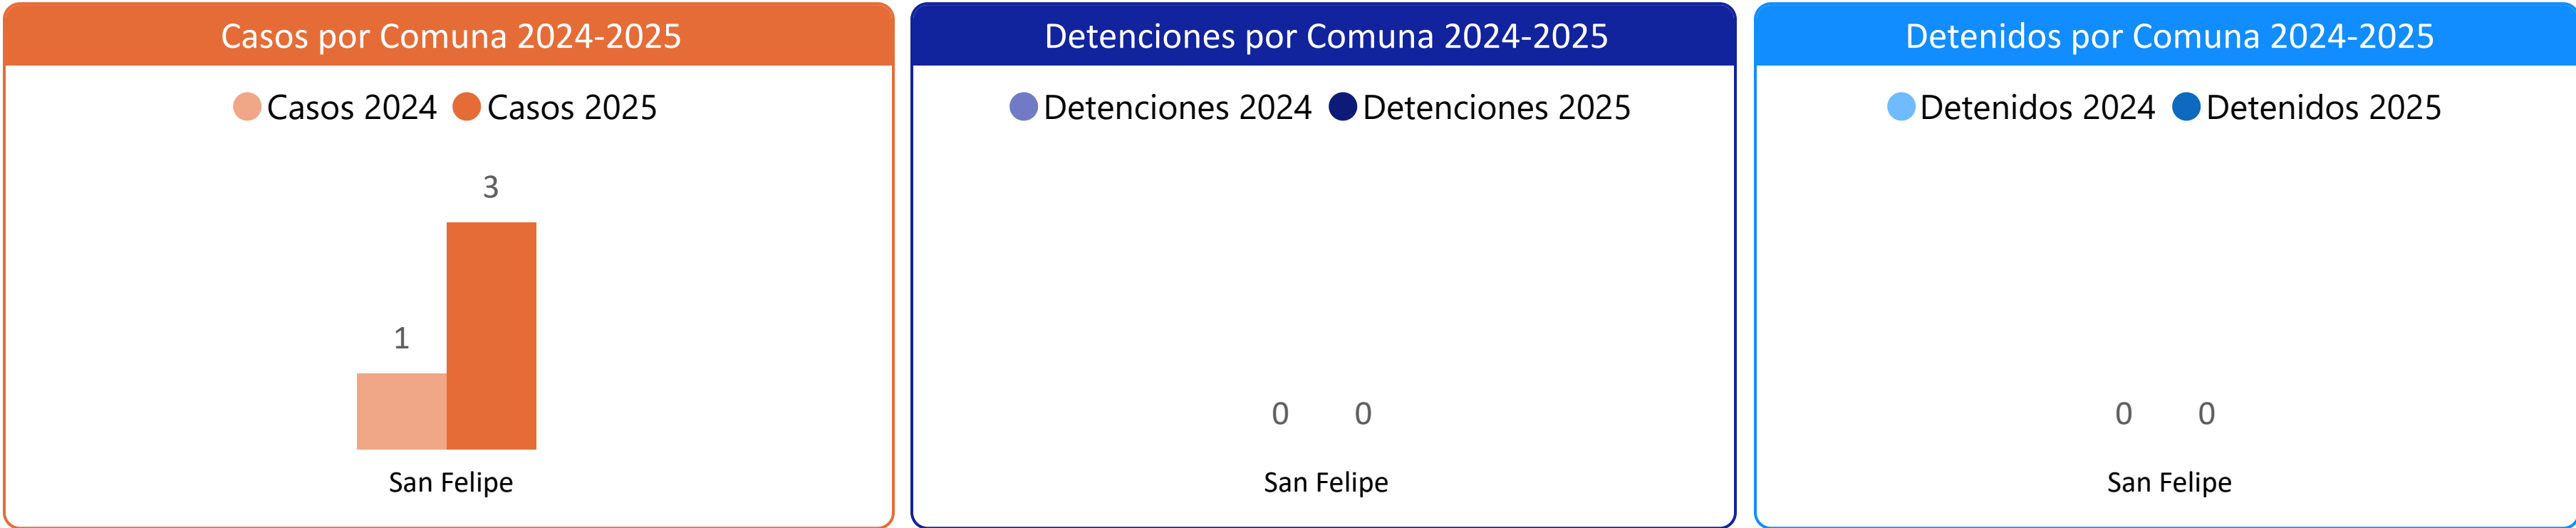 Casos por Comuna 2024-2025
Casos 2024 Casos 2025
3
1
San Felipe
Detenciones por Comuna 2024-2025
Detenciones 2024 Detenciones 2025
0 0
San Felipe
Detenidos por Comuna 2024-2025
Detenidos 2024 Detenidos 2025
0 0
San Felipe